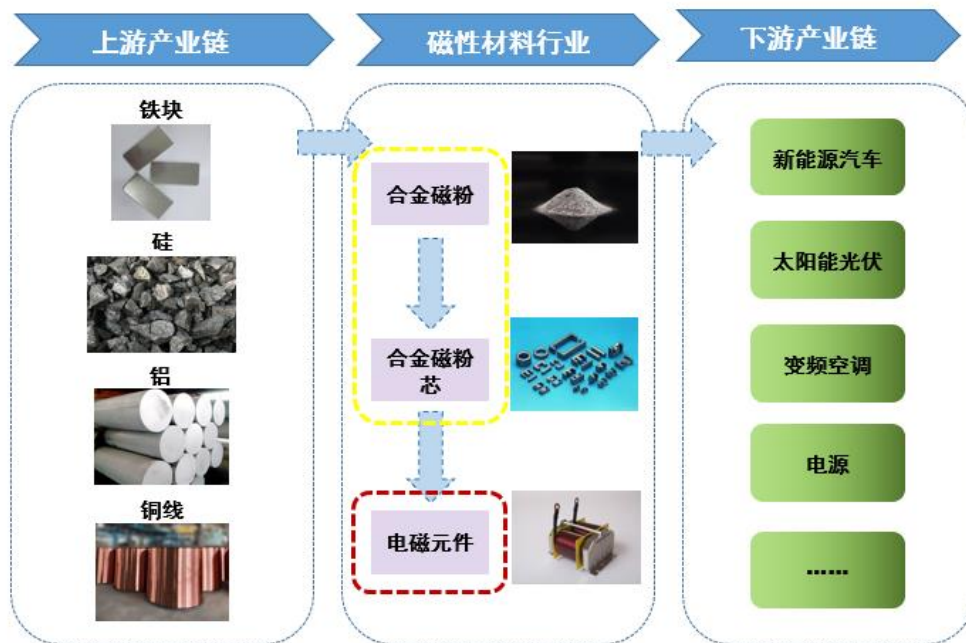 上游产业链
磁性材料行业
下游产业链
铁块
硅
铝
铜线
合金磁粉
合金磁粉
芯
电磁元件
新能源汽车
太阳能光伏
变频空调
电源
......